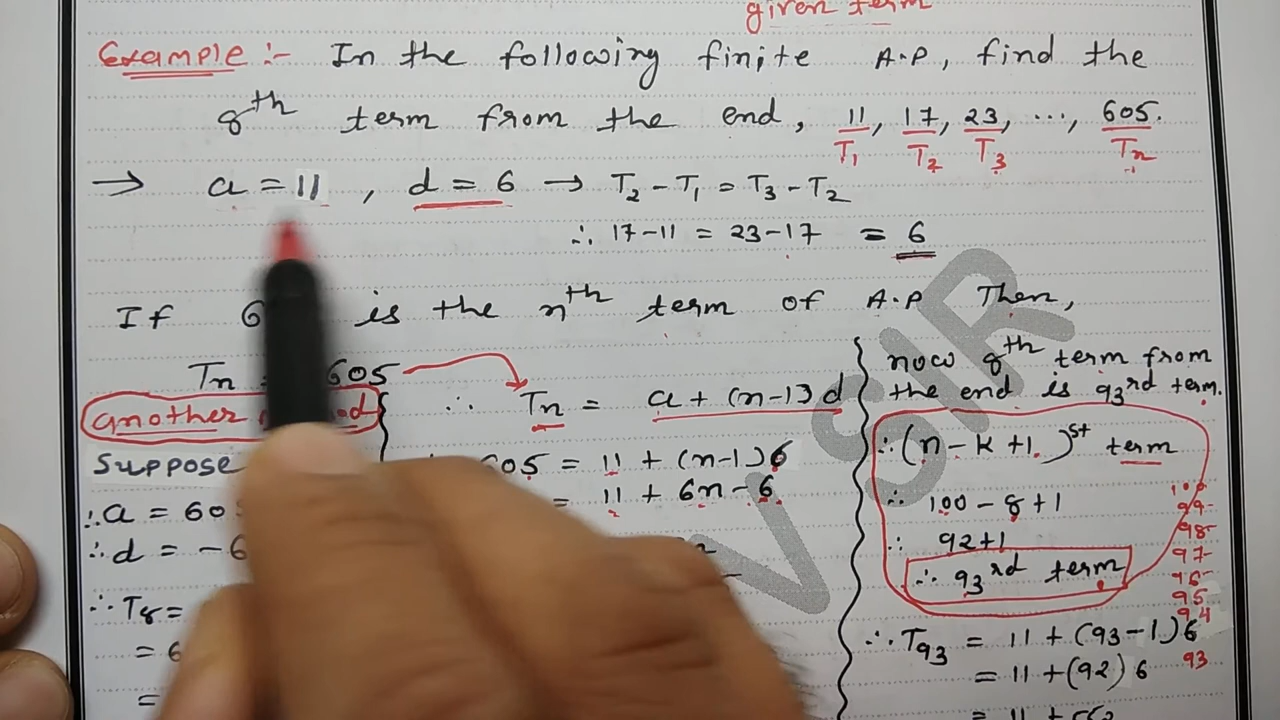 given term
Example :- In the following finite A.P, find the
8th term from the end, 11, 17, 23, ..., 605.
T1 T2 T3 Tn
→ a = 11 , d = 6 → T2 - T1 = T3 - T2
∴ 17-11 = 23-17 = 6
If is the nth term of A.P Then,
Tn 605
another
Suppose
∴ a =
∴ d = -6
∴ T8 =
=
=
∴ Tn = a + (n-1) d
605 = 11 + (n-1)6
= 11 + 6n - 6
now 8th term from
the end is 93rd term.
∴ (n - k + 1)st term
∴ 100 - 8 + 1
∴ 92+1
∴ 93rd term
100
99
98
97
96
95
94
93
∴ T93 = 11 + (93-1)6
= 11 + (92) 6
V SIR